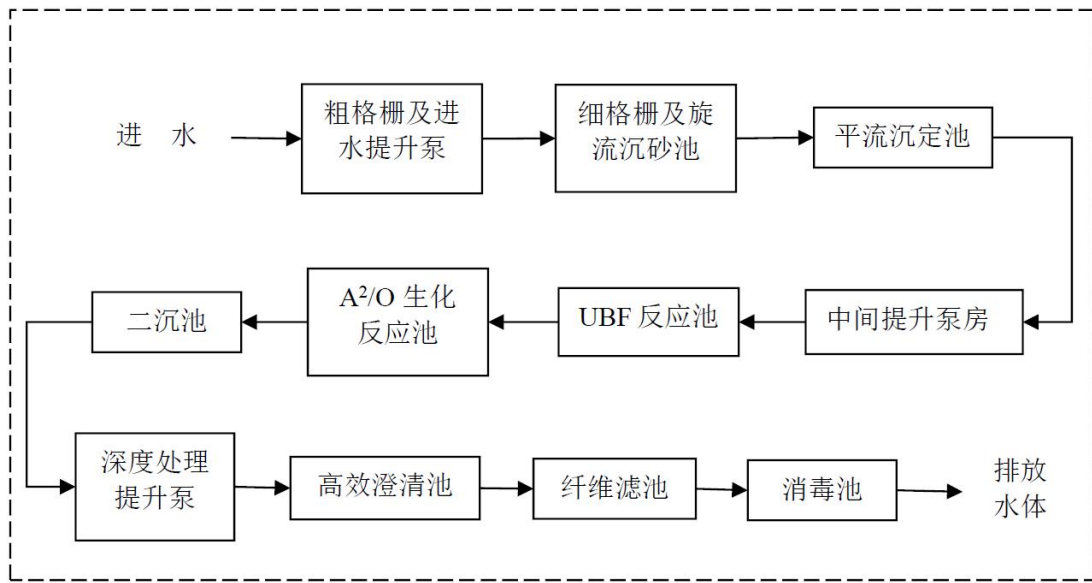 进 水
粗格栅及进
水提升泵
细格栅及旋
流沉砂池
平流沉定池
二沉池
A²/O 生化
反应池
UBF 反应池
中间提升泵房
深度处理
提升泵
高效澄清池
纤维滤池
消毒池
排放
水体